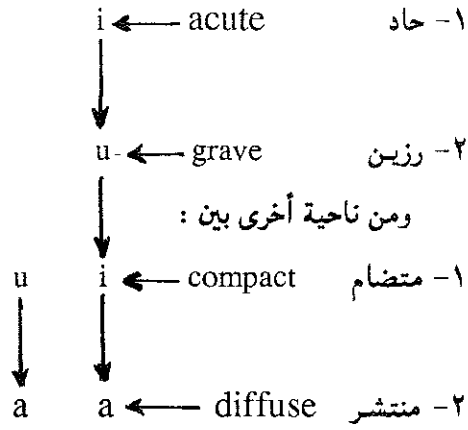 ١- حاد acute i
٢- رزين grave u
ومن ناحية أخرى بين :
١- متضام compact i u
٢- منتشر diffuse a a